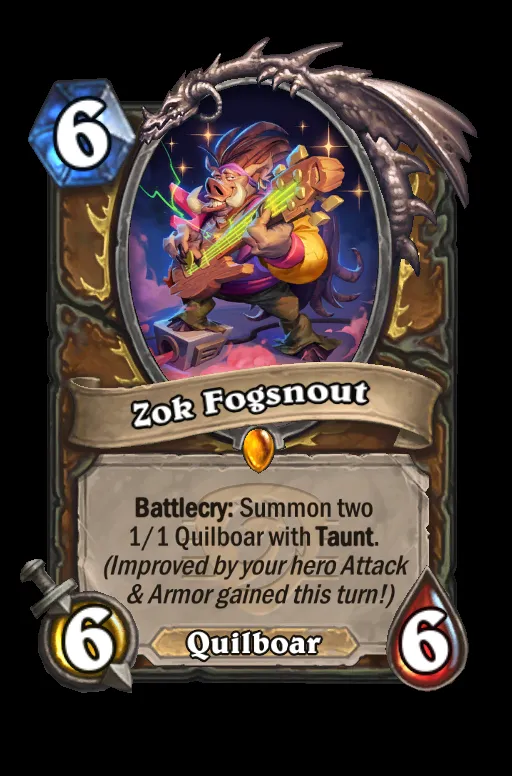 6
Zok Fogsnout
Battlecry: Summon two
1/1 Quilboar with Taunt.
(Improved by your hero Attack
& Armor gained this turn!)
6
Quilboar
6